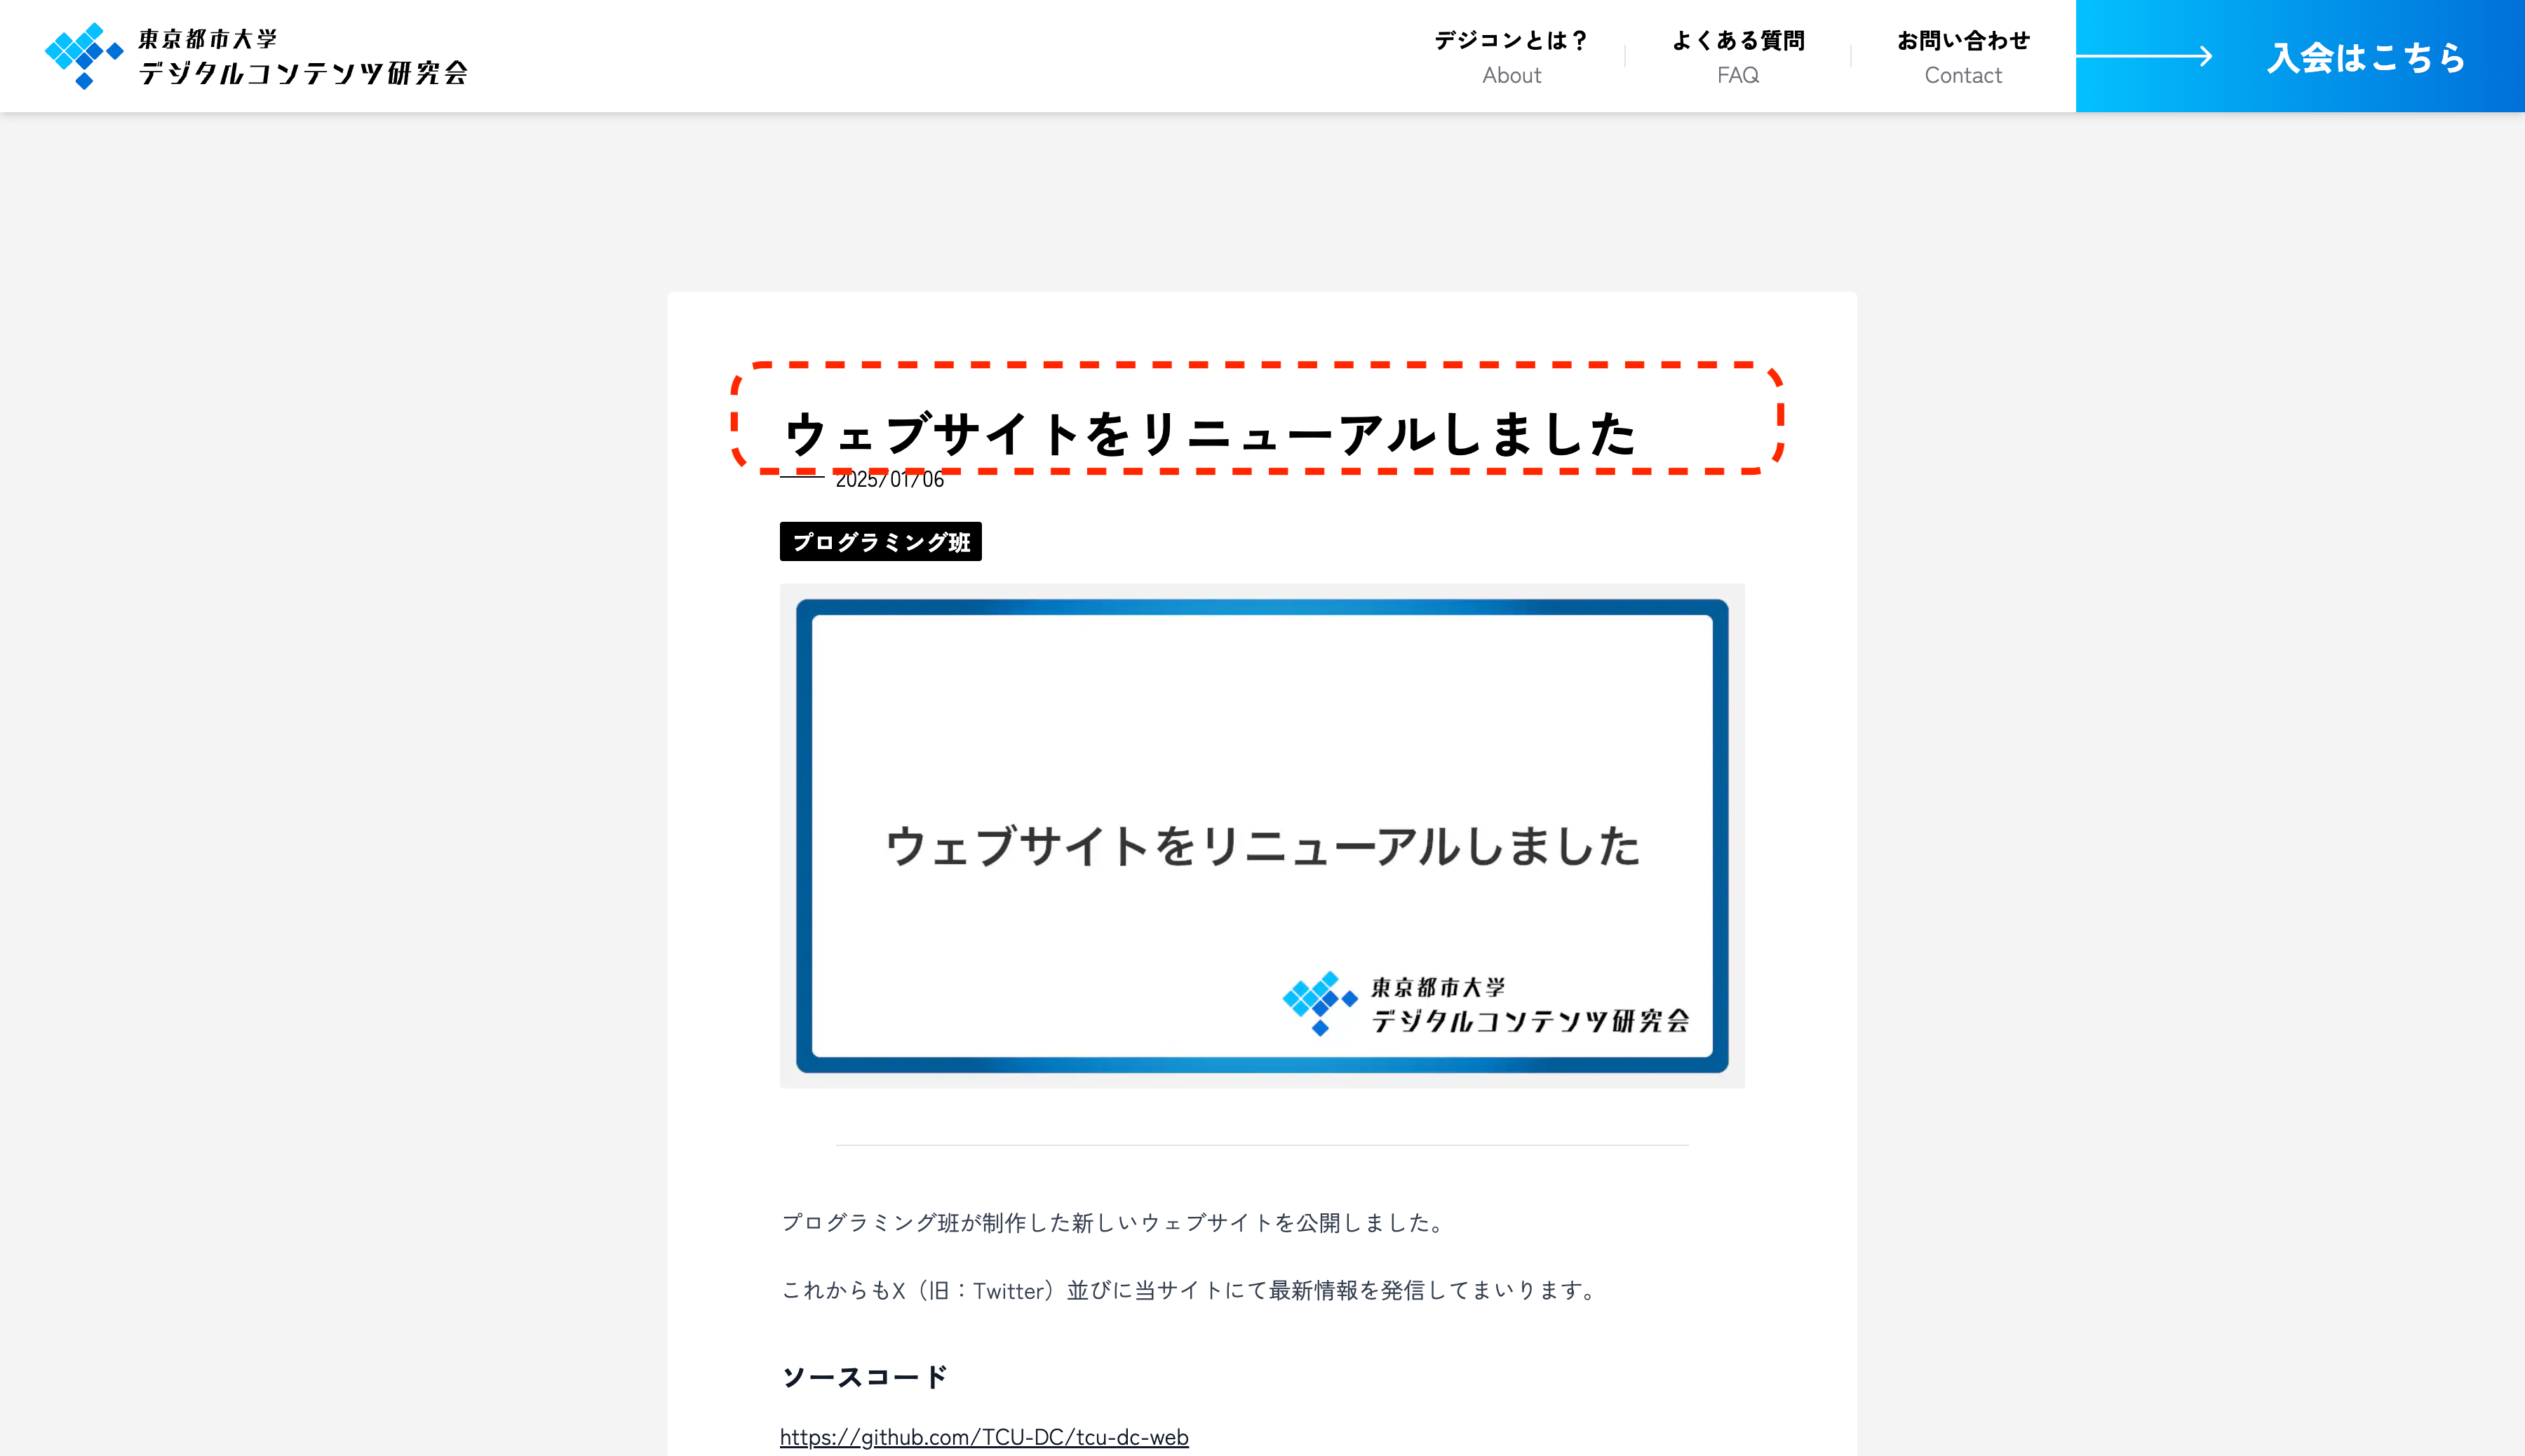 東京都市大学
デジタルコンテンツ研究会
デジコンとは？
About
よくある質問
FAQ
お問い合わせ
Contact
入会はこちら
ウェブサイトをリニューアルしました
2025/01/06
プログラミング班
ウェブサイトをリニューアルしました
東京都市大学
デジタルコンテンツ研究会
プログラミング班が制作した新しいウェブサイトを公開しました。
これからもX（旧：Twitter）並びに当サイトにて最新情報を発信してまいります。
ソースコード
https://github.com/TCU-DC/tcu-dc-web